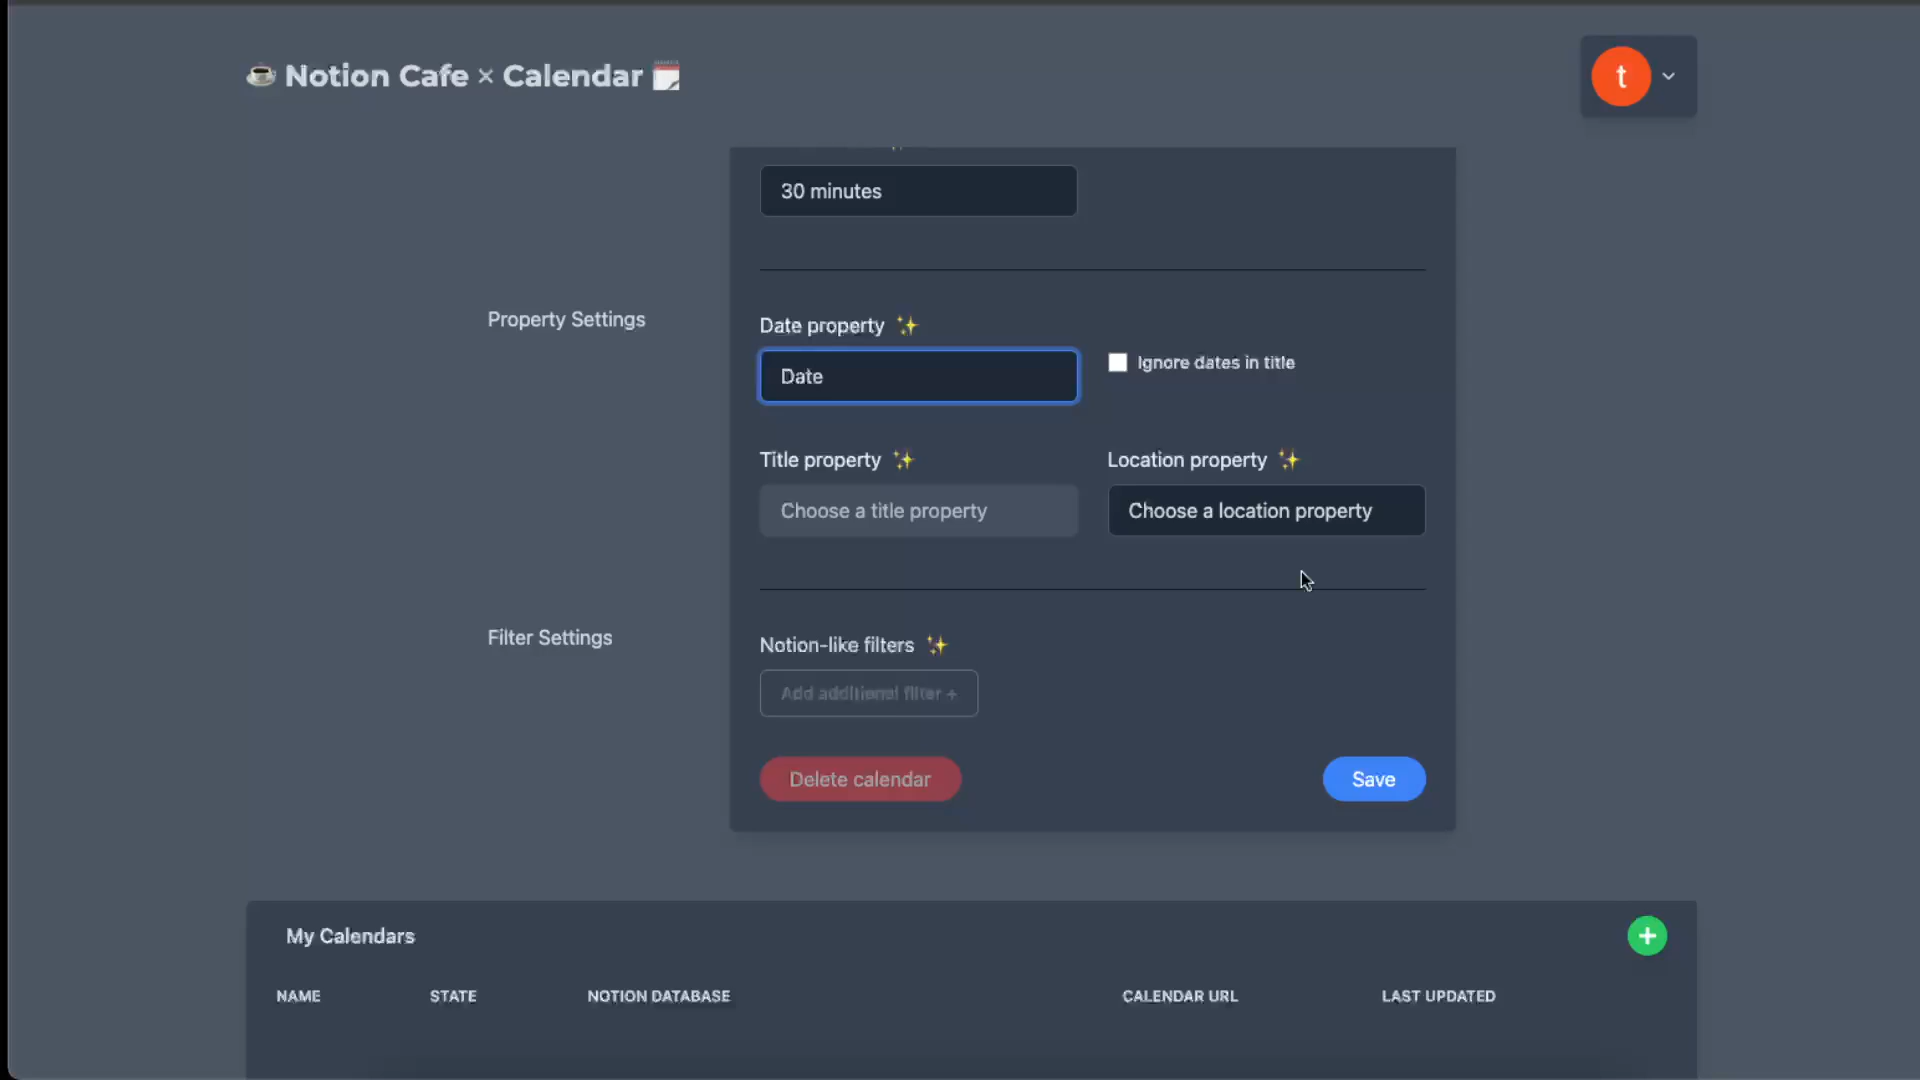 Notion Cafe × Calendar
t
30 minutes
Property Settings
Date property
Date
Ignore dates in title
Title property
Location property
Choose a title property
Choose a location property
Filter Settings
Notion-like filters
Add additional filter +
Delete calendar
Save
My Calendars
NAME
STATE
NOTION DATABASE
CALENDAR URL
LAST UPDATED